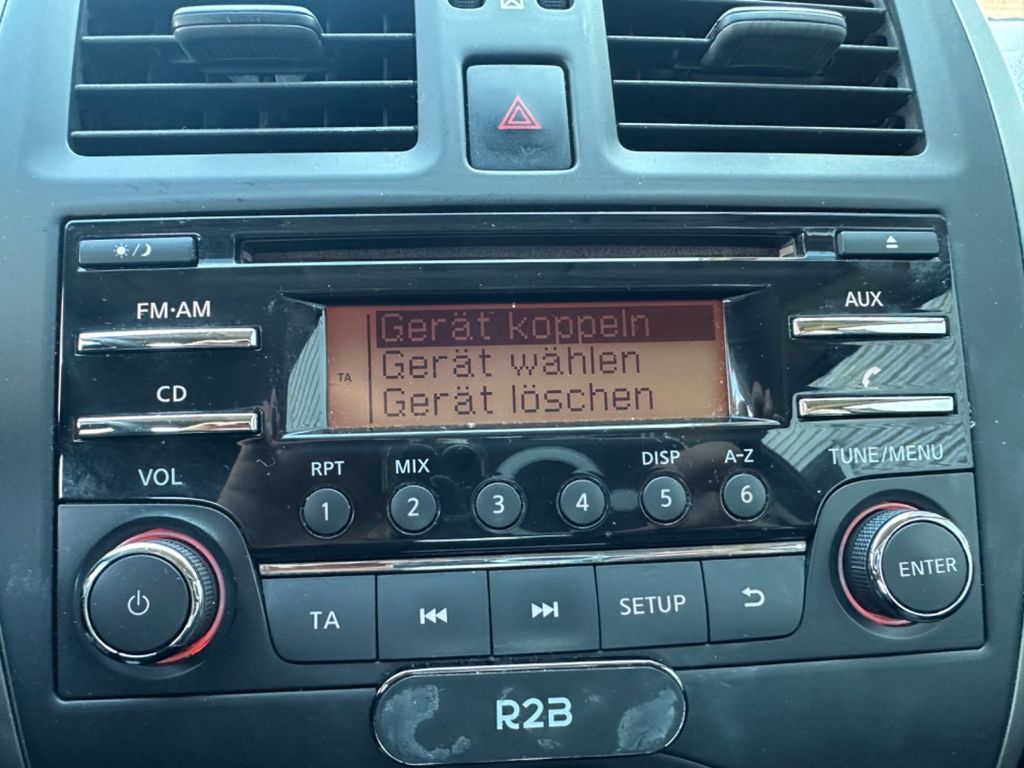 FM·AM
AUX
Gerät koppeln
TA
Gerät wählen
Gerät löschen
CD
VOL
RPT
MIX
DISP
A-Z
TUNE/MENU
1
2
3
4
5
6
ENTER
TA
SETUP
R2B